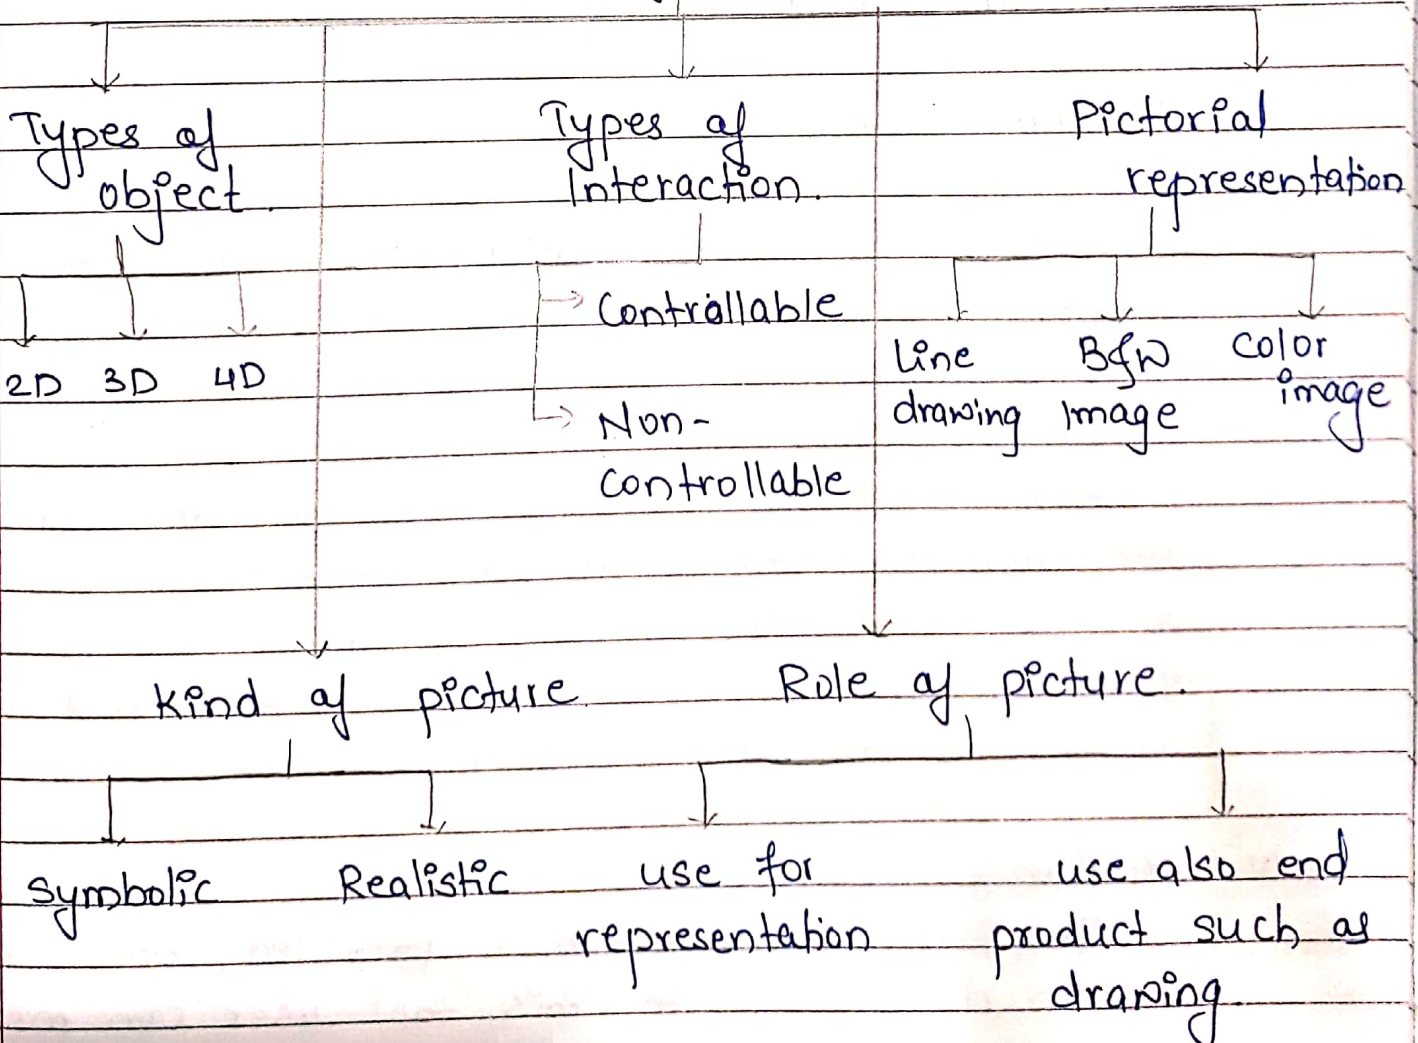 Types of
object.
Types of
Interaction.
Pictorial
representation
2D 3D 4D
Controllable
Non-
controllable
Line
drawing
B&W
Image
Color
image
Kind of picture.
Role of picture.
Symbolic
Realistic
use for
representation
use also end
product such as
drawing